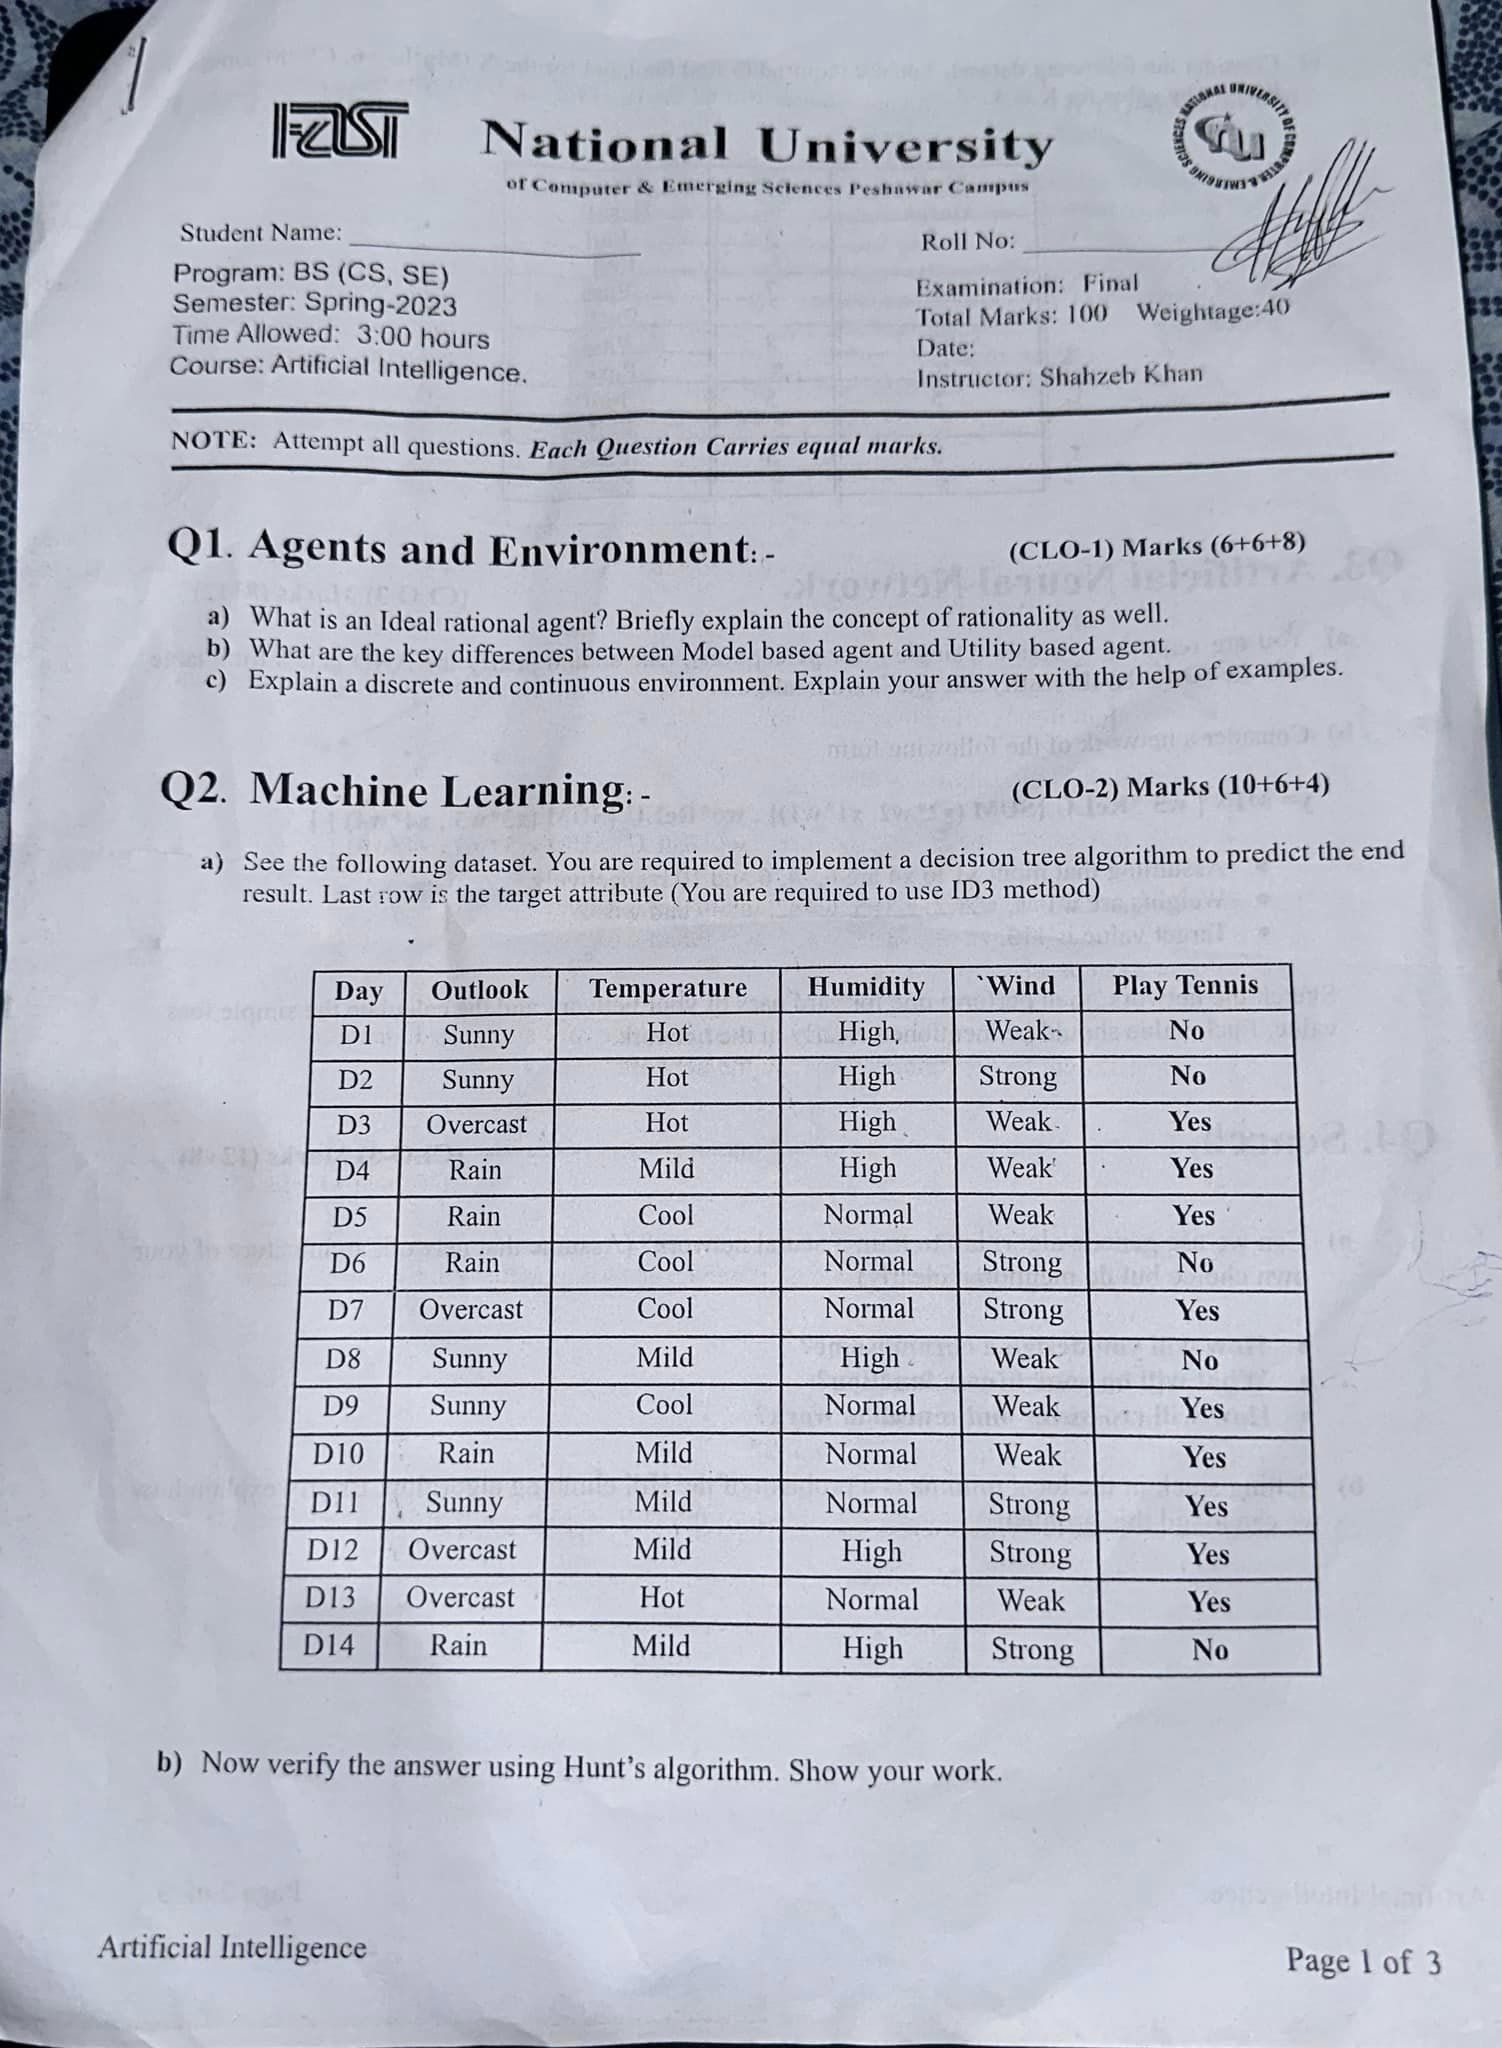 FAST National University
of Computer & Emerging Sciences Peshawar Campus
NATIONAL UNIVERSITY OF COMPUTER & EMERGING SCIENCES
Student Name:
Roll No:
Program: BS (CS, SE)
Semester: Spring-2023
Time Allowed: 3:00 hours
Course: Artificial Intelligence.
Examination: Final
Total Marks: 100 Weightage:40
Date:
Instructor: Shahzeb Khan
NOTE: Attempt all questions. Each Question Carries equal marks.
Q1. Agents and Environment: - (CLO-1) Marks (6+6+8)
a) What is an Ideal rational agent? Briefly explain the concept of rationality as well.
b) What are the key differences between Model based agent and Utility based agent.
c) Explain a discrete and continuous environment. Explain your answer with the help of examples.
Q2. Machine Learning: - (CLO-2) Marks (10+6+4)
a) See the following dataset. You are required to implement a decision tree algorithm to predict the end
result. Last row is the target attribute (You are required to use ID3 method)
Day Outlook Temperature Humidity `Wind Play Tennis
D1 Sunny Hot High Weak No
D2 Sunny Hot High Strong No
D3 Overcast Hot High Weak Yes
D4 Rain Mild High Weak Yes
D5 Rain Cool Normal Weak Yes
D6 Rain Cool Normal Strong No
D7 Overcast Cool Normal Strong Yes
D8 Sunny Mild High Weak No
D9 Sunny Cool Normal Weak Yes
D10 Rain Mild Normal Weak Yes
D11 Sunny Mild Normal Strong Yes
D12 Overcast Mild High Strong Yes
D13 Overcast Hot Normal Weak Yes
D14 Rain Mild High Strong No
b) Now verify the answer using Hunt's algorithm. Show your work.
Artificial Intelligence
Page 1 of 3